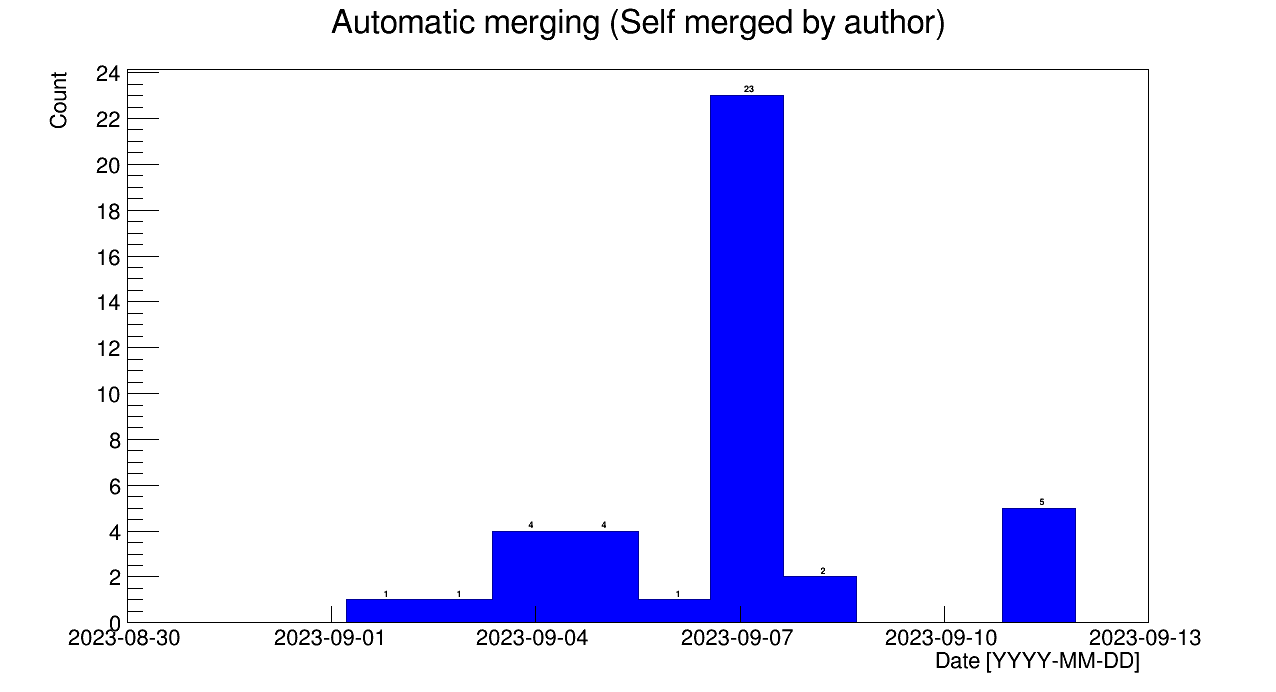 Automatic merging (Self merged by author)
Count
24
22
20
18
16
14
12
10
8
6
4
2
0
1 1 4 4 1 23 2 5
2023-08-30 2023-09-01 2023-09-04 2023-09-07 2023-09-10 2023-09-13
Date [YYYY-MM-DD]